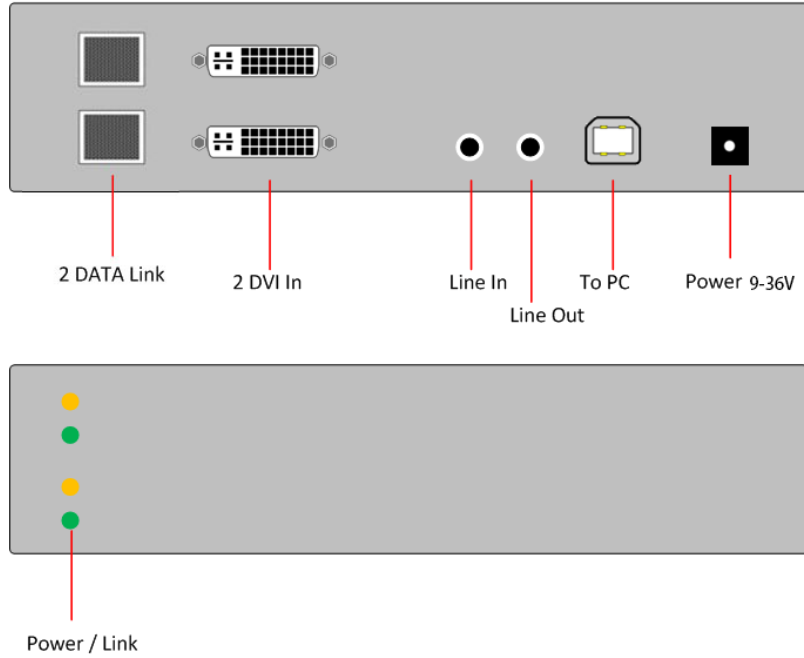 2 DATA Link
2 DVI In
Line In
To PC
Power 9-36V
Line Out
Power / Link